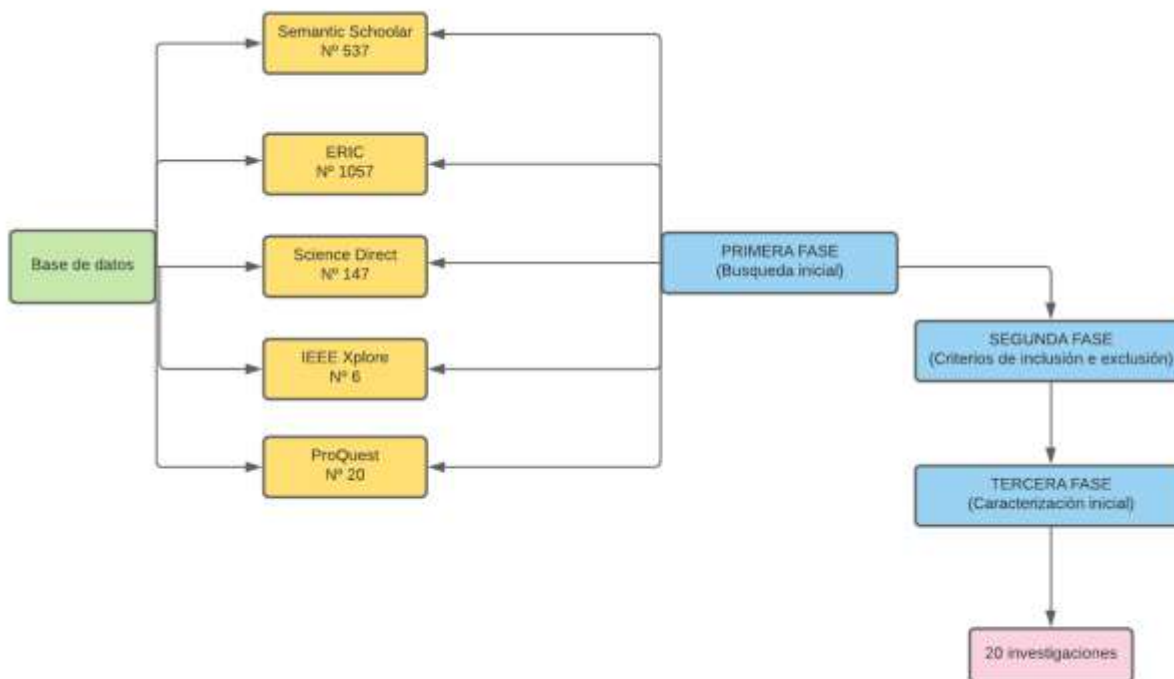 Semantic Schoolar
Nº 537
ERIC
Nº 1057
Base de datos
Science Direct
Nº 147
IEEE Xplore
Nº 6
ProQuest
Nº 20
PRIMERA FASE
(Busqueda inicial)
SEGUNDA FASE
(Criterios de inclusión e exclusión)
TERCERA FASE
(Caracterización inicial)
20 investigaciones